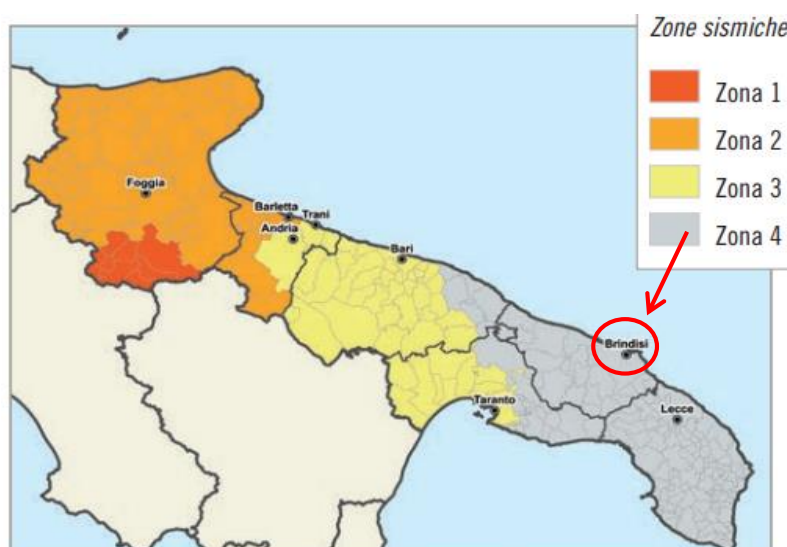 Zone sismiche
Zona 1
Zona 2
Zona 3
Zona 4
Foggia
Barletta
Trani
Andria
Bari
Brindisi
Taranto
Lecce